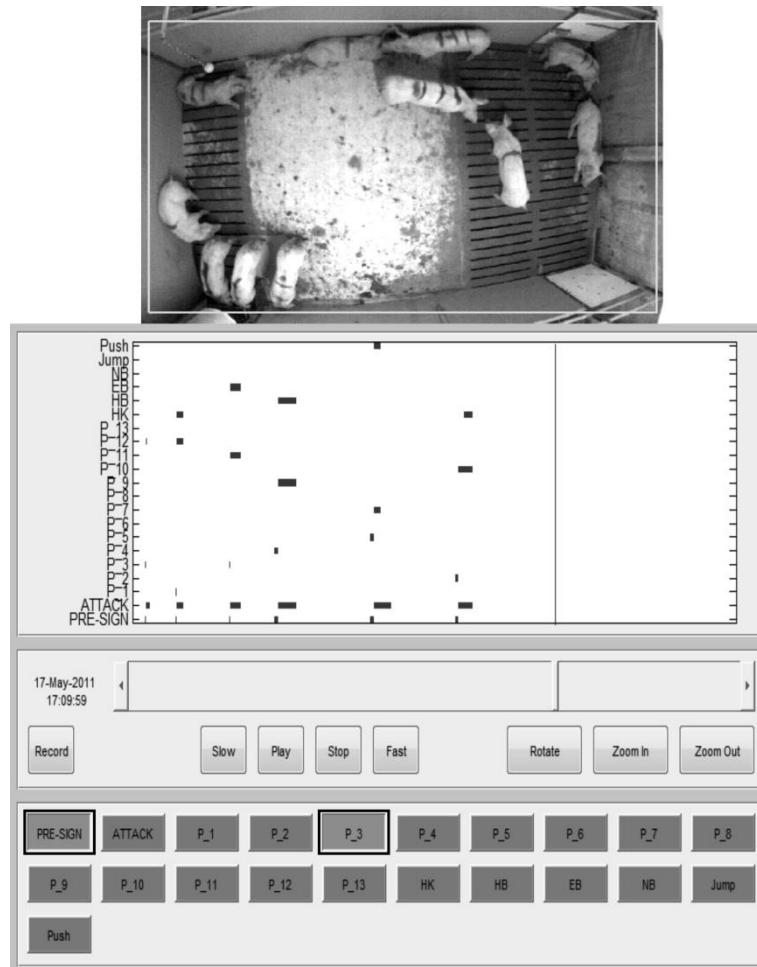 Push
Jump
NB
EB
HB
HK
P_13
P_12
P_11
P_10
P_9
P_8
P_7
P_6
P_5
P_4
P_3
P_2
P_1
ATTACK
PRE-SIGN
17-May-2011
17:09:59
Record Slow Play Stop Fast Rotate Zoom In Zoom Out
PRE-SIGN ATTACK P_1 P_2 P_3 P_4 P_5 P_6 P_7 P_8
P_9 P_10 P_11 P_12 P_13 HK HB EB NB Jump
Push